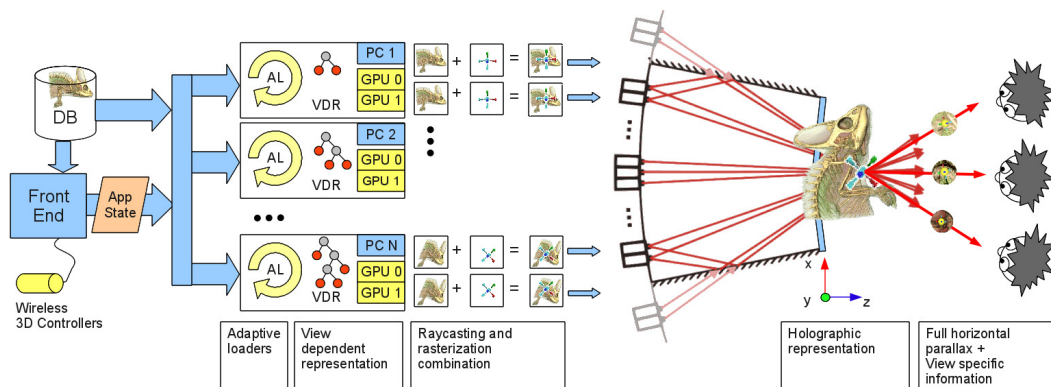 DB
Front
End
App
State
Wireless
3D Controllers
AL
VDR
PC 1
GPU 0
GPU 1
+
=
+
=
AL
VDR
PC 2
GPU 0
GPU 1
AL
VDR
PC N
GPU 0
GPU 1
+
=
+
=
x
y
z
Adaptive
loaders
View
dependent
representation
Raycasting and
rasterization
combination
Holographic
representation
Full horizontal
parallax +
View specific
information